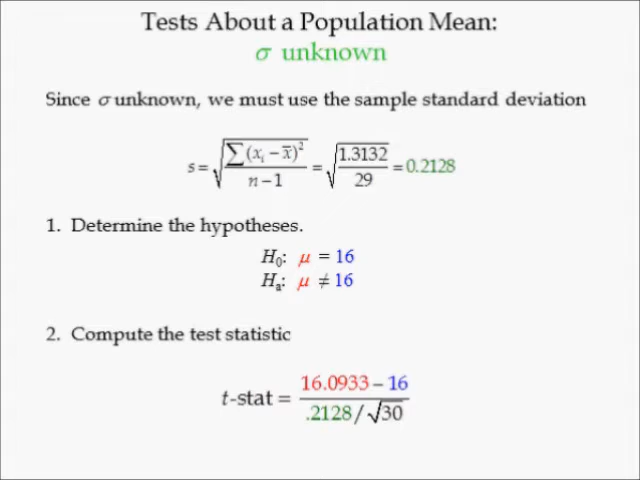 Tests About a Population Mean:
σ unknown
Since σ unknown, we must use the sample standard deviation
s = √(∑(xᵢ − x̄)² / (n − 1)) = √(1.3132 / 29) = 0.2128
1. Determine the hypotheses.
H₀: μ = 16
Hₐ: μ ≠ 16
2. Compute the test statistic
t-stat = (16.0933 − 16) / (.2128/√30)